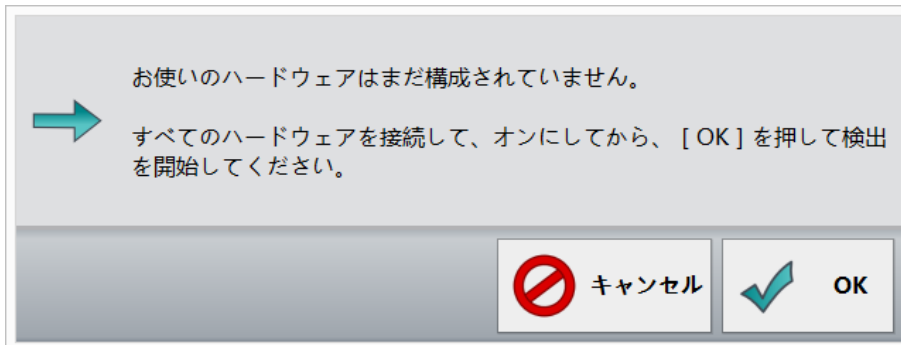 お使いのハードウェアはまだ構成されていません。
すべてのハードウェアを接続して、オンにしてから、［OK］を押して検出
を開始してください。
キャンセル
OK